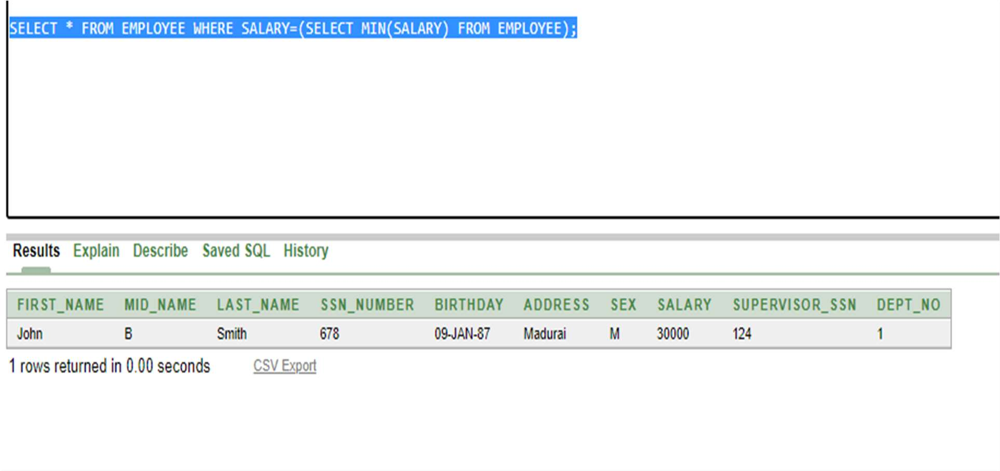 SELECT * FROM EMPLOYEE WHERE SALARY=(SELECT MIN(SALARY) FROM EMPLOYEE);
Results Explain Describe Saved SQL History
FIRST_NAME MID_NAME LAST_NAME SSN_NUMBER BIRTHDAY ADDRESS SEX SALARY SUPERVISOR_SSN DEPT_NO
John B Smith 678 09-JAN-87 Madurai M 30000 124 1
1 rows returned in 0.00 seconds CSV Export